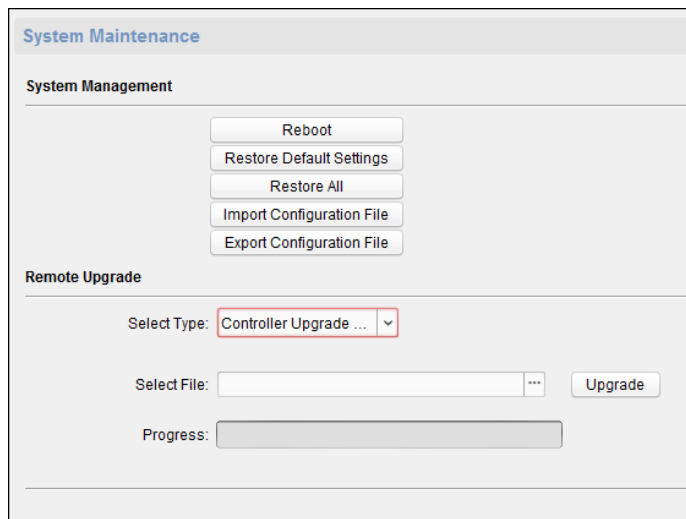 System Maintenance
System Management
Reboot
Restore Default Settings
Restore All
Import Configuration File
Export Configuration File
Remote Upgrade
Select Type: Controller Upgrade ...
Select File: ... Upgrade
Progress: